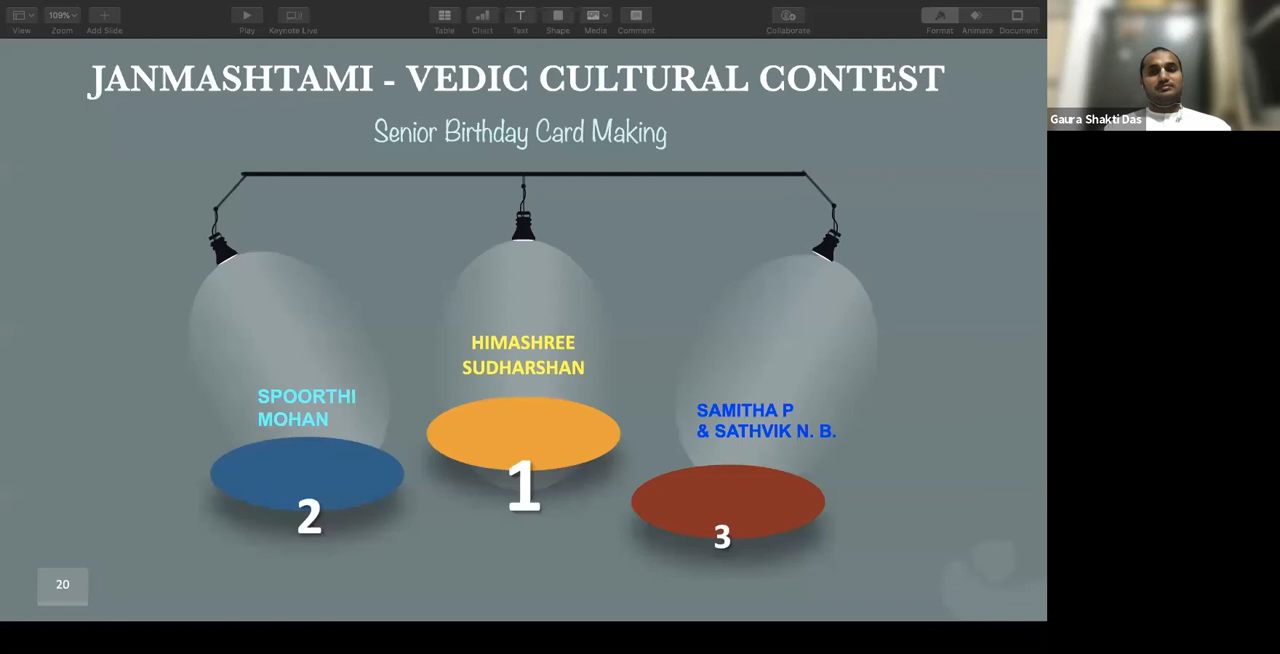 View
109%
Zoom
Add Slide
Play
Keynote Live
Table
Chart
Text
Shape
Media
Comment
Collaborate
Format
Animate
Document
JANMASHTAMI - VEDIC CULTURAL CONTEST
Senior Birthday Card Making
Gaura Shakti Das
HIMASHREE
SUDHARSHAN
SPOORTHI
MOHAN
SAMITHA P
& SATHVIK N. B.
1
2
3
20